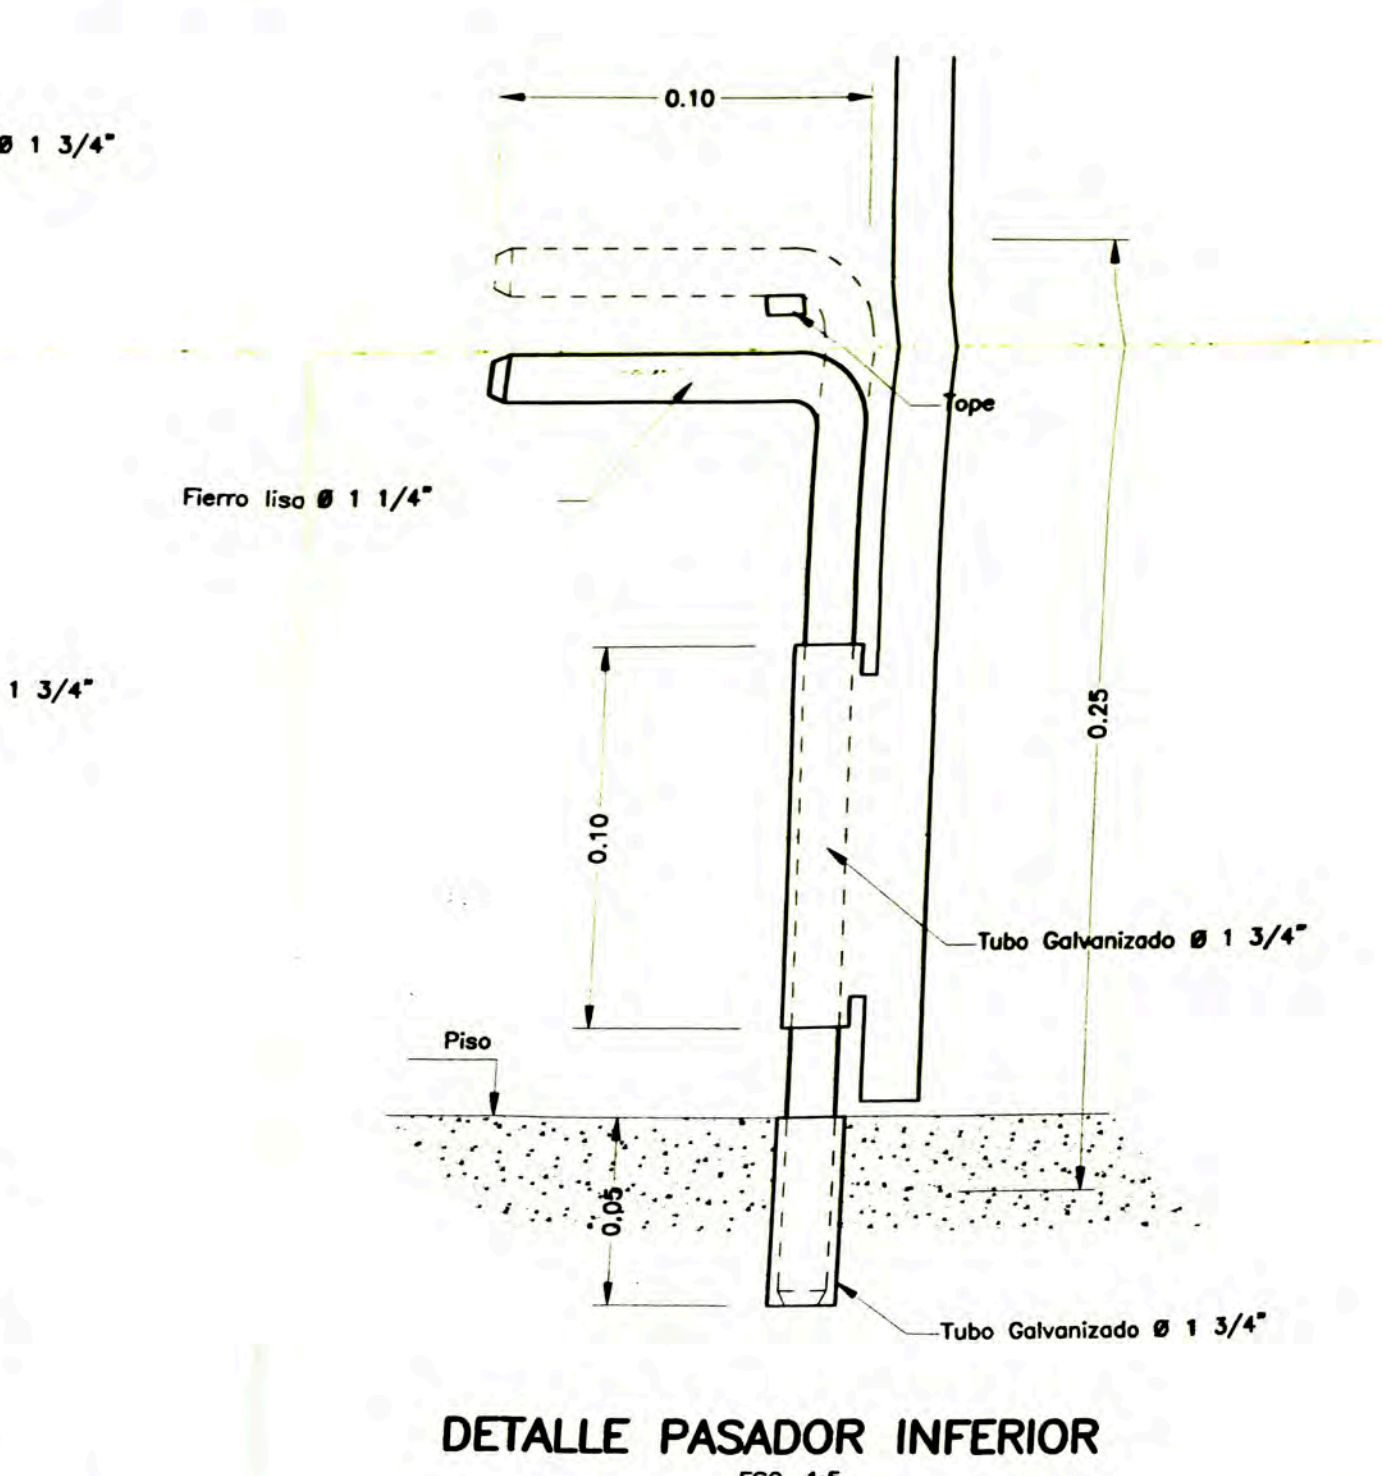 0.10
Ø 1 3/4"
Tope
Fierro liso Ø 1 1/4"
1 3/4"
0.25
0.10
Tubo Galvanizado Ø 1 3/4"
Piso
0.05
Tubo Galvanizado Ø 1 3/4"
DETALLE PASADOR INFERIOR